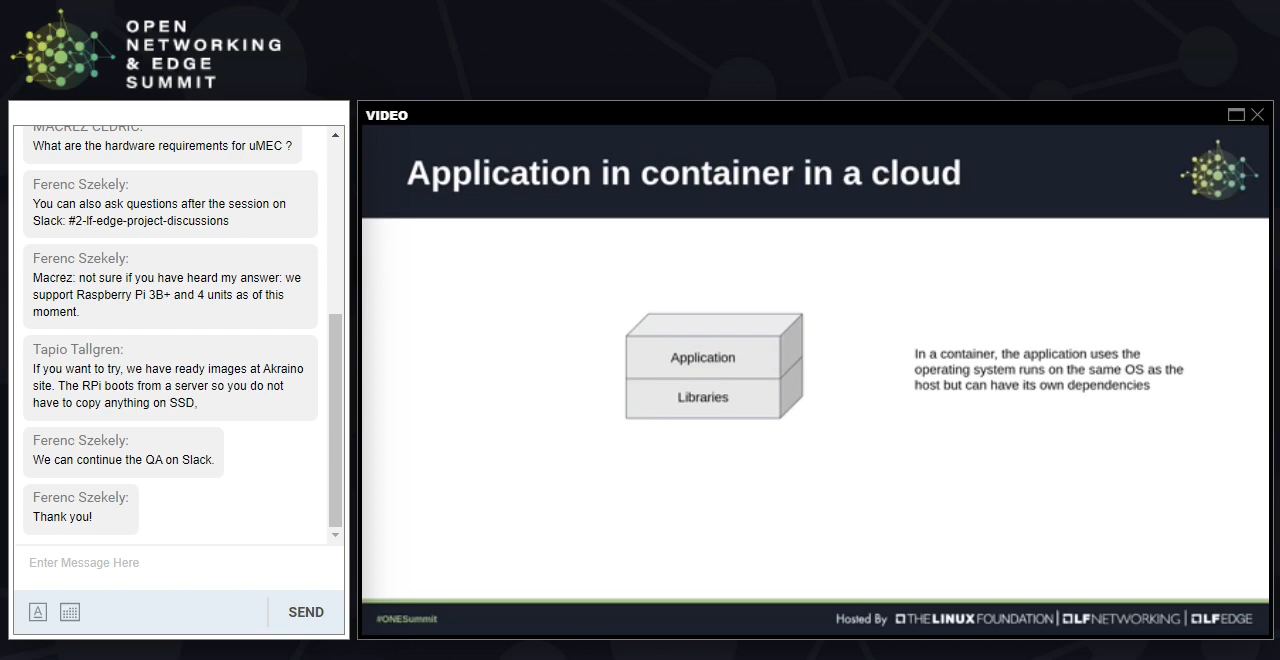 OPEN
NETWORKING
& EDGE
SUMMIT
MACREZ CEDRIC:
What are the hardware requirements for uMEC ?
Ferenc Szekely:
You can also ask questions after the session on
Slack: #2-lf-edge-project-discussions
Ferenc Szekely:
Macrez: not sure if you have heard my answer: we
support Raspberry Pi 3B+ and 4 units as of this
moment.
Tapio Tallgren:
If you want to try, we have ready images at Akraino
site. The RPi boots from a server so you do not
have to copy anything on SSD,
Ferenc Szekely:
We can continue the QA on Slack.
Ferenc Szekely:
Thank you!
Enter Message Here
A
SEND
VIDEO
Application in container in a cloud
Application
Libraries
In a container, the application uses the
operating system runs on the same OS as the
host but can have its own dependencies
#ONESummit
Hosted By THE LINUX FOUNDATION | LFNETWORKING | LFEDGE